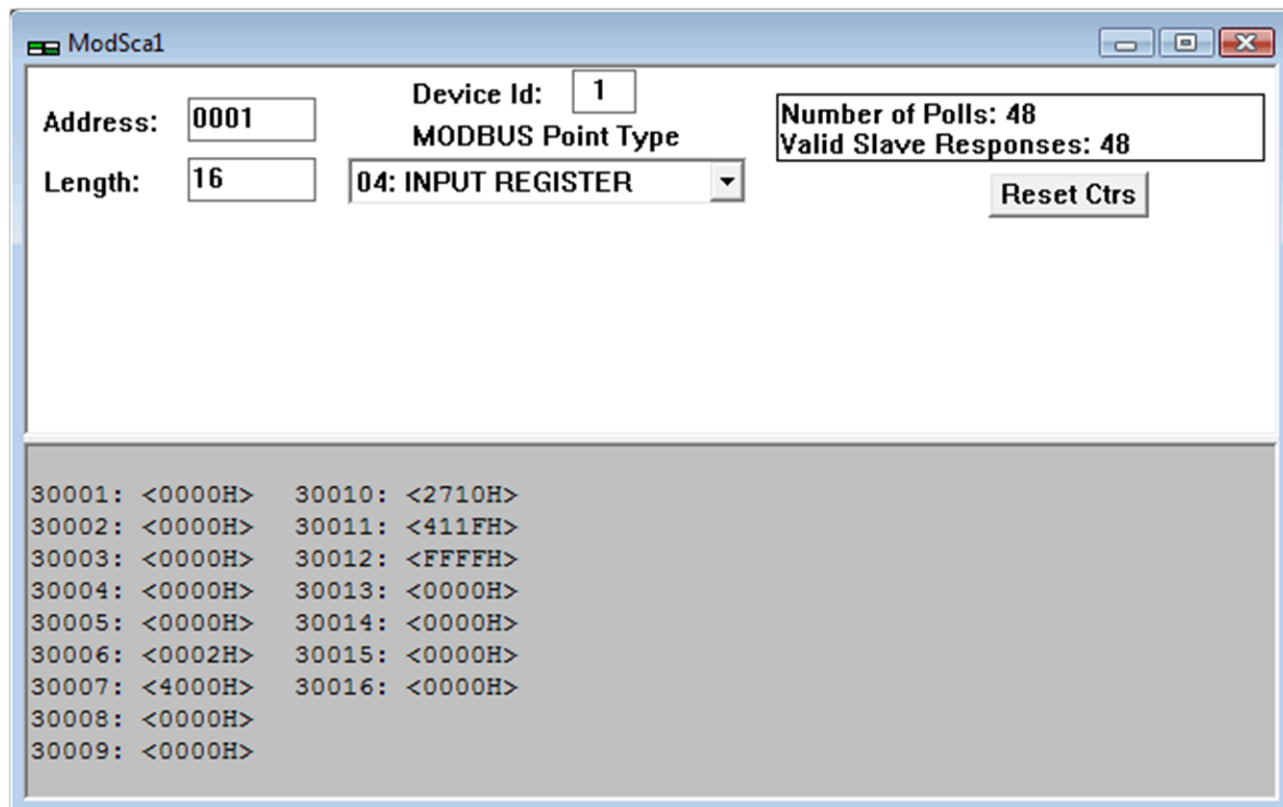 ModSca1
Address: 0001
Device Id: 1
MODBUS Point Type
Length: 16
04: INPUT REGISTER
Number of Polls: 48
Valid Slave Responses: 48
Reset Ctrs
30001: <0000H> 30010: <2710H>
30002: <0000H> 30011: <411FH>
30003: <0000H> 30012: <FFFFH>
30004: <0000H> 30013: <0000H>
30005: <0000H> 30014: <0000H>
30006: <0002H> 30015: <0000H>
30007: <4000H> 30016: <0000H>
30008: <0000H>
30009: <0000H>